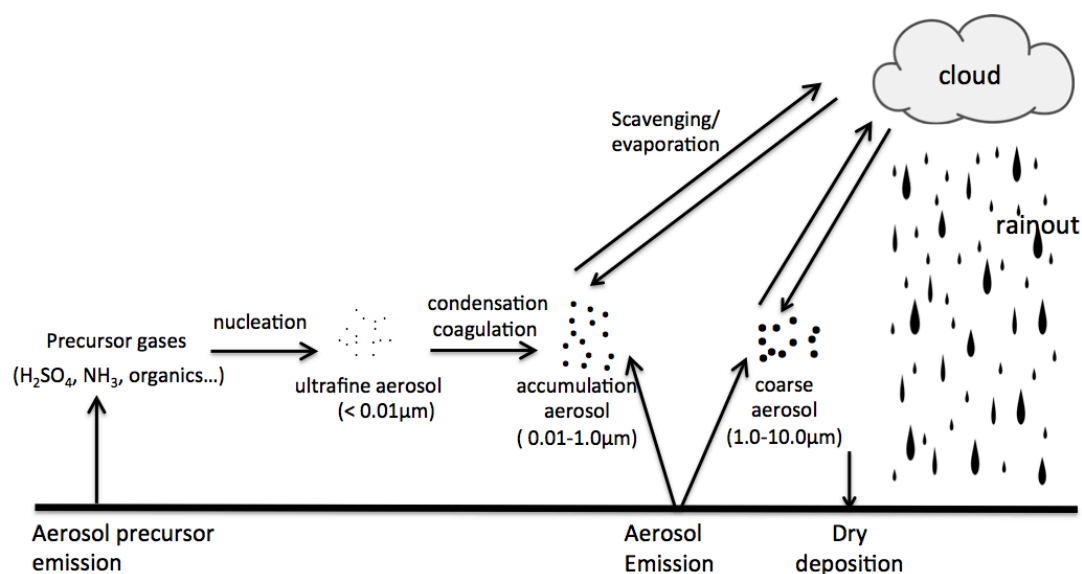 cloud
Scavenging/
evaporation
rainout
condensation
coagulation
nucleation
Precursor gases
(H₂SO₄, NH₃, organics...)
ultrafine aerosol
(< 0.01μm)
accumulation
aerosol
( 0.01-1.0μm)
coarse
aerosol
(1.0-10.0μm)
Aerosol precursor
emission
Aerosol
Emission
Dry
deposition